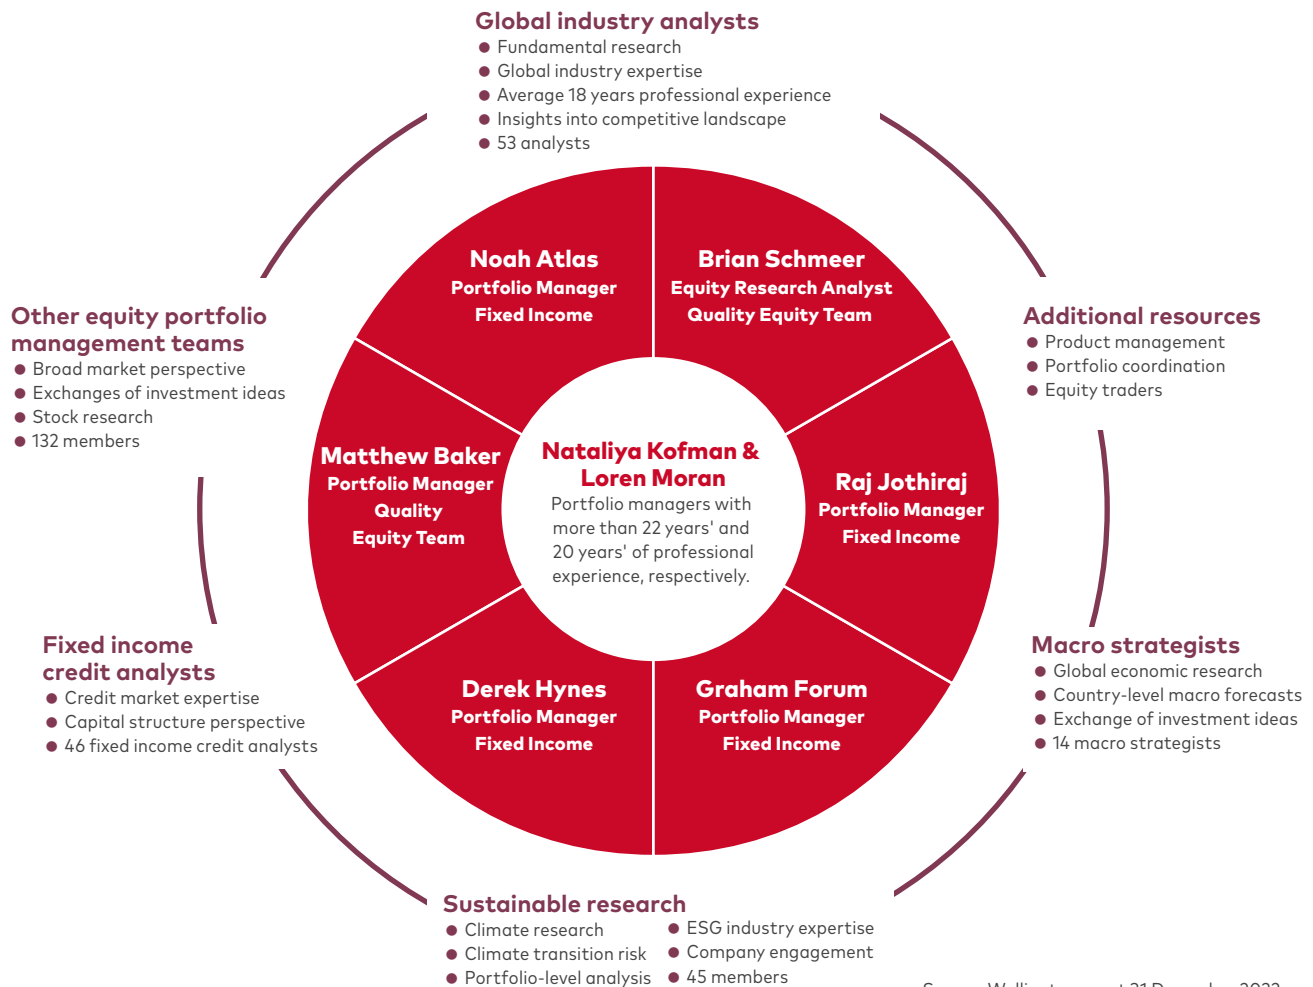 Global industry analysts
● Fundamental research
● Global industry expertise
● Average 18 years professional experience
● Insights into competitive landscape
● 53 analysts
Noah Atlas
Portfolio Manager
Fixed Income
Brian Schmeer
Equity Research Analyst
Quality Equity Team
Other equity portfolio
management teams
● Broad market perspective
● Exchanges of investment ideas
● Stock research
● 132 members
Additional resources
● Product management
● Portfolio coordination
● Equity traders
Matthew Baker
Portfolio Manager
Quality
Equity Team
Nataliya Kofman &
Loren Moran
Portfolio managers with
more than 22 years' and
20 years' of professional
experience, respectively.
Raj Jothiraj
Portfolio Manager
Fixed Income
Fixed income
credit analysts
● Credit market expertise
● Capital structure perspective
● 46 fixed income credit analysts
Derek Hynes
Portfolio Manager
Fixed Income
Graham Forum
Portfolio Manager
Fixed Income
Macro strategists
● Global economic research
● Country-level macro forecasts
● Exchange of investment ideas
● 14 macro strategists
Sustainable research
● Climate research
● Climate transition risk
● Portfolio-level analysis
● ESG industry expertise
● Company engagement
● 45 members